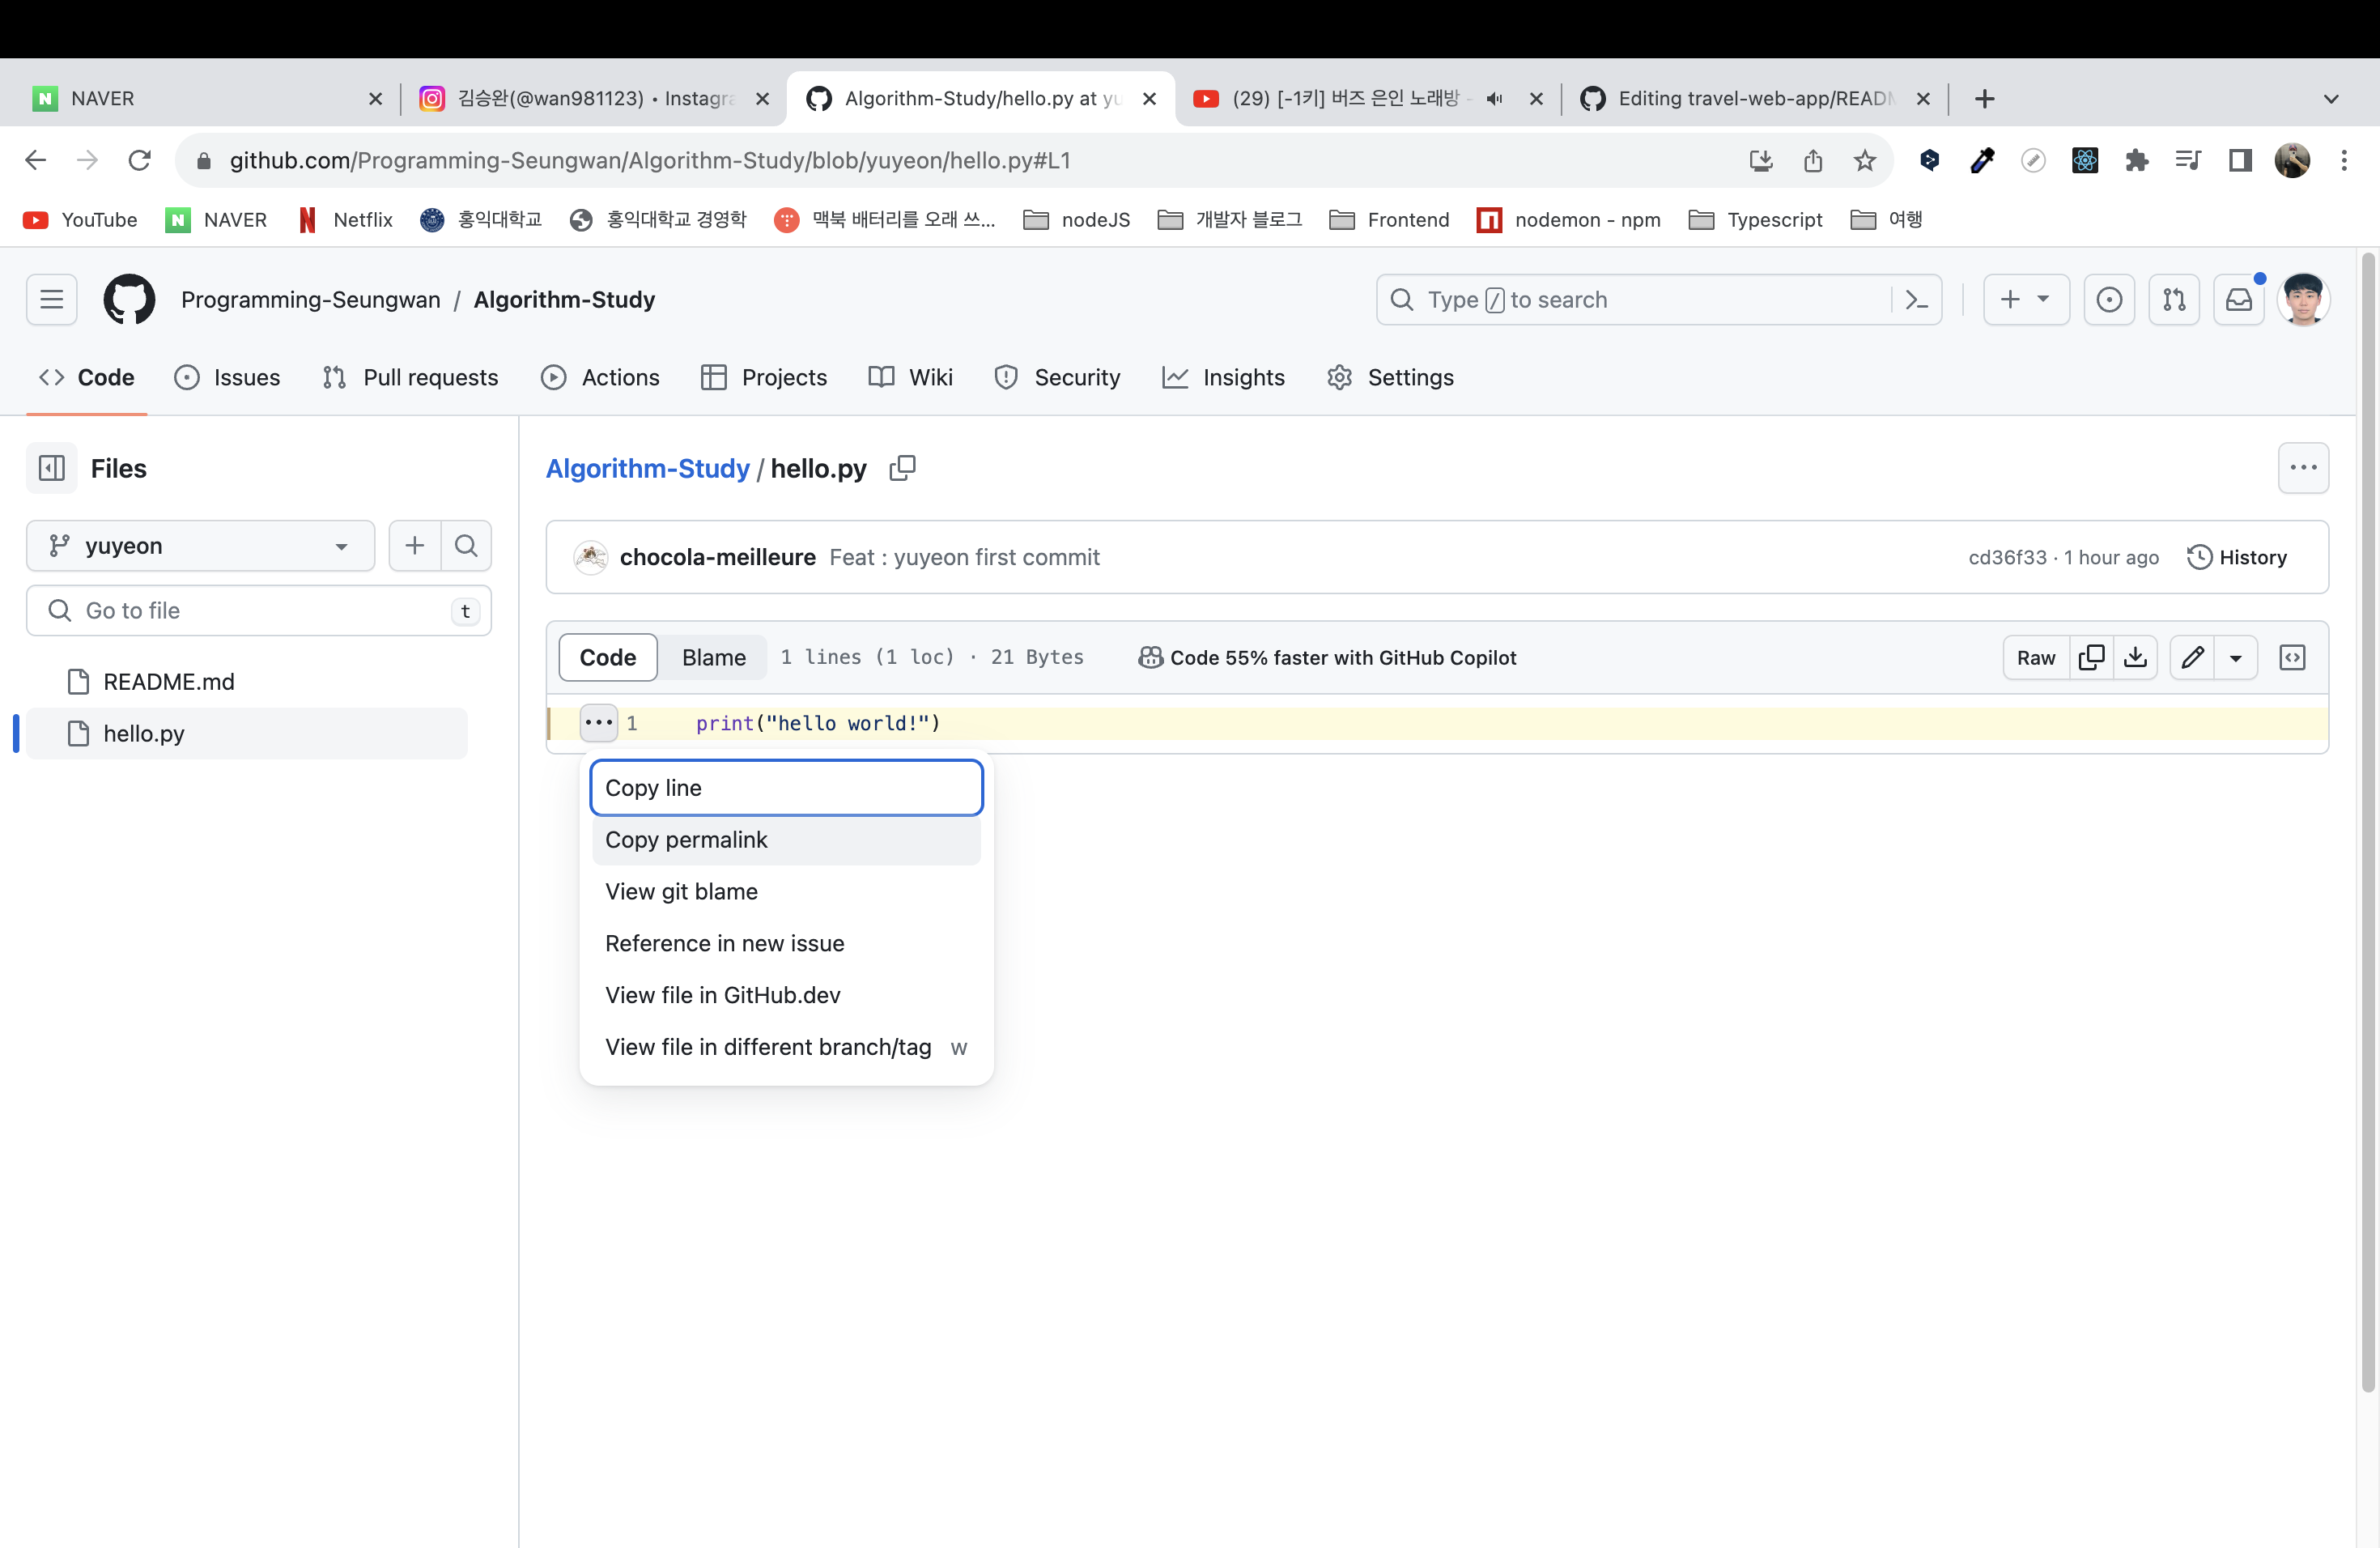 NAVER
김승완(@wan981123) • Instagra
Algorithm-Study/hello.py at yu
(29) [-1키] 버즈 은인 노래방 -
Editing travel-web-app/READM
github.com/Programming-Seungwan/Algorithm-Study/blob/yuyeon/hello.py#L1
YouTube
NAVER
Netflix
홍익대학교
홍익대학교 경영학
맥북 배터리를 오래 쓰...
nodeJS
개발자 블로그
Frontend
nodemon - npm
Typescript
여행
Programming-Seungwan / Algorithm-Study
Type / to search
Code
Issues
Pull requests
Actions
Projects
Wiki
Security
Insights
Settings
Files
Algorithm-Study / hello.py
yuyeon
chocola-meilleure Feat : yuyeon first commit
cd36f33 · 1 hour ago
History
Go to file
t
Code
Blame
1 lines (1 loc) · 21 Bytes
Code 55% faster with GitHub Copilot
Raw
README.md
hello.py
1 print("hello world!")
Copy line
Copy permalink
View git blame
Reference in new issue
View file in GitHub.dev
View file in different branch/tag w